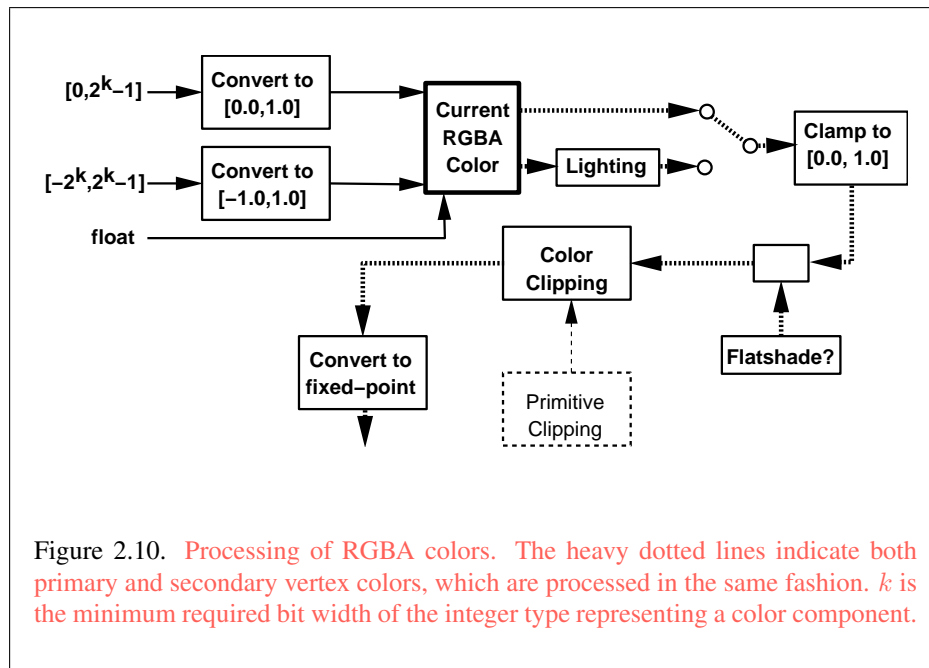 [0,2^k−1]
Convert to
[0.0,1.0]
Current
RGBA
Color
Clamp to
[0.0, 1.0]
[−2^k,2^k−1]
Convert to
[−1.0,1.0]
Lighting
float
Color
Clipping
Flatshade?
Convert to
fixed−point
Primitive
Clipping
Figure 2.10. Processing of RGBA colors. The heavy dotted lines indicate both
primary and secondary vertex colors, which are processed in the same fashion. k is
the minimum required bit width of the integer type representing a color component.